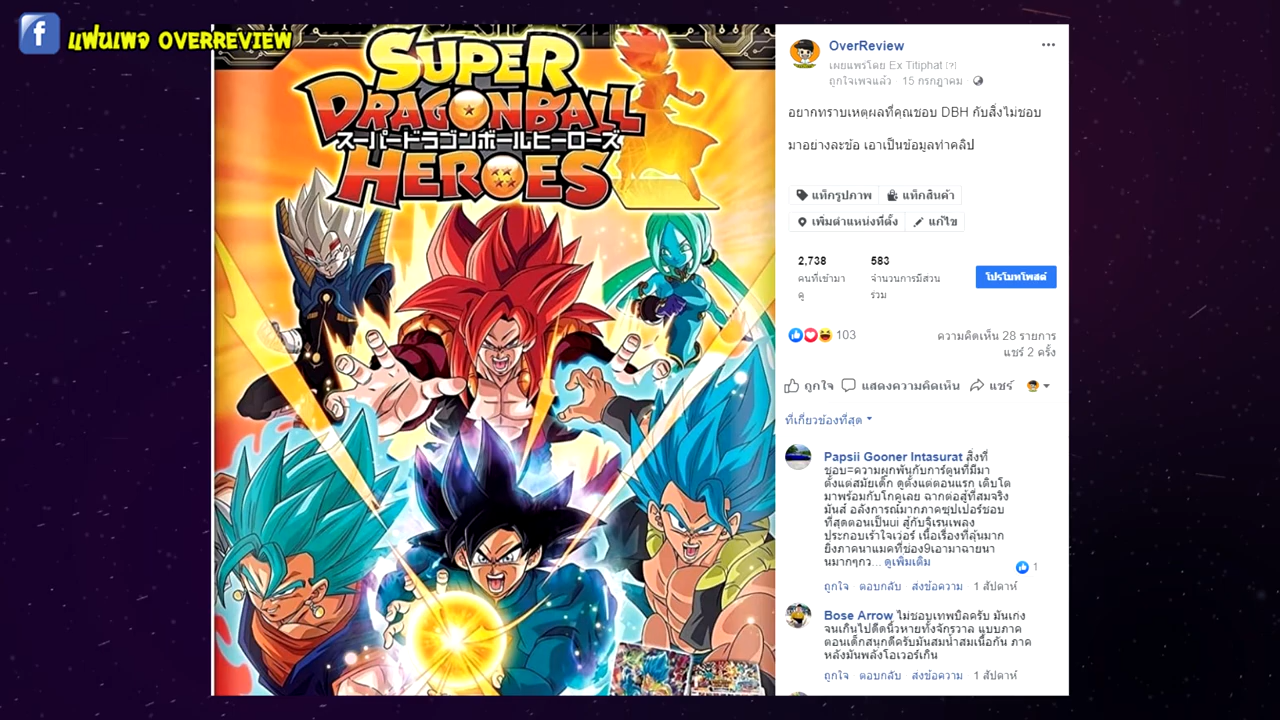 แฟนเพจ OVERREVIEW
SUPER
DRAGONBALL
スーパードラゴンボールヒーローズ
HEROES
OverReview
เผยแพร่โดย Ex Titiphat [?]
ถูกใจเพจแล้ว 15 กรกฎาคม
อยากทราบเหตุผลที่คุณชอบ DBH กับสิ่งไม่ชอบ
มาอย่างละข้อ เอาเป็นข้อมูลทำคลิป
แท็กรูปภาพ แท็กสินค้า
เพิ่มตำแหน่งที่ตั้ง แก้ไข
2,738 583
คนที่เข้ามา จำนวนการมีส่วน
ดู รวม
โปรโมทโพสต์
103 ความคิดเห็น 28 รายการ
แชร์ 2 ครั้ง
ถูกใจ แสดงความคิดเห็น แชร์
ที่เกี่ยวข้องที่สุด
Papsii Gooner Intasurat สิ่งที่
ชอบ=ความผูกพันกับการ์ตูนที่มีมา
ตั้งแต่สมัยเด็ก ดูตั้งแต่ตอนแรก เติบโต
มาพร้อมกับโกคูเลย ฉากต่อสู้ที่สมจริง
มันส์ อลังการณ์มากภาคซุปเปอร์ชอบ
ที่สุดตอนเป็นui สู้กับจิเรนเพลง
ประกอบเร้าใจเวอร์ เนื้อเรื่องที่ลุ้นมาก
ยิ่งภาคนาแมคที่ช่อง9เอามาฉายนา
นมากๆกว... ดูเพิ่มเติม
1
ถูกใจ ตอบกลับ ส่งข้อความ 1 สัปดาห์
Bose Arrow ไม่ชอบเทพบิลครับ มันเก่ง
จนเกินไปดีดนิ้วหายทั้งจักรวาล แบบภาค
ตอนเด็กสนุกดีครับมันสมน้ำสมเนื้อกัน ภาค
หลังมันพลังโอเวอร์เกิน
ถูกใจ ตอบกลับ ส่งข้อความ 1 สัปดาห์